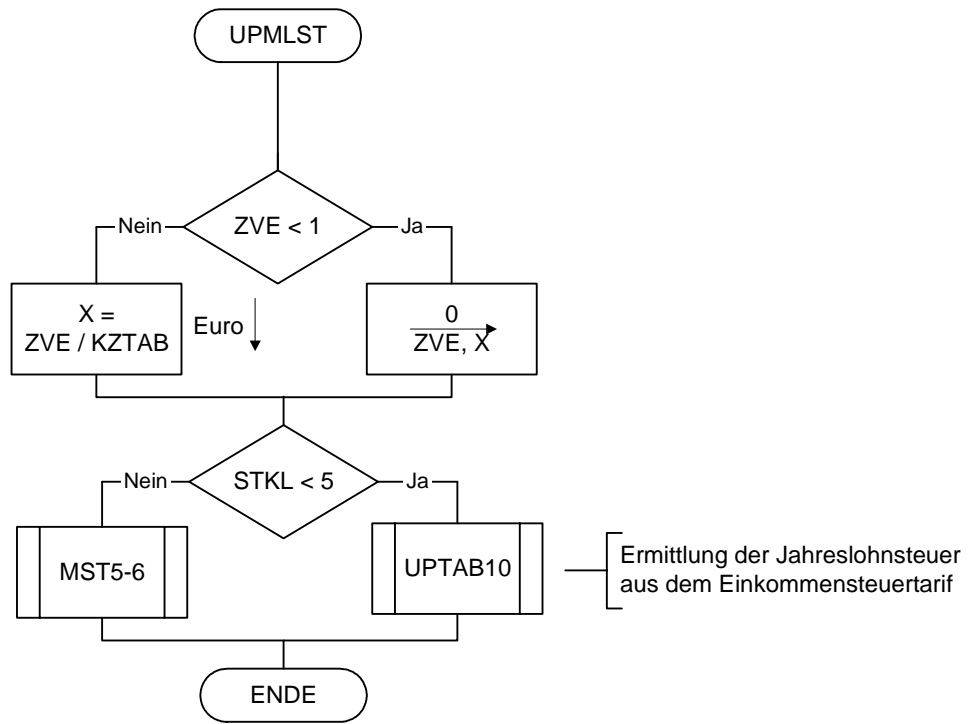 UPMLST
ZVE < 1
Nein
Ja
X =
ZVE / KZTAB
Euro
0
ZVE, X
STKL < 5
Nein
Ja
MST5-6
UPTAB10
Ermittlung der Jahreslohnsteuer
aus dem Einkommensteuertarif
ENDE